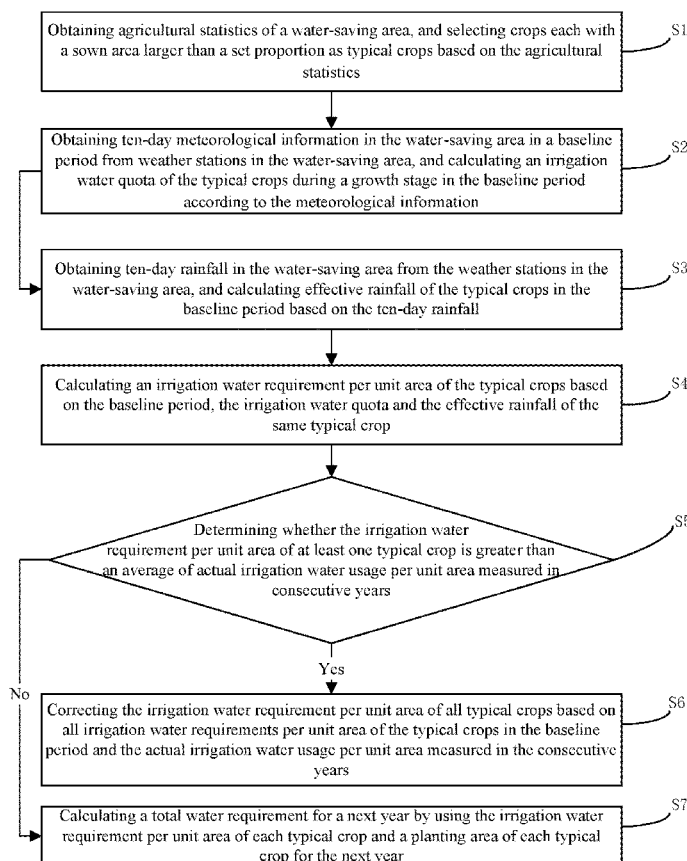 Obtaining agricultural statistics of a water-saving area, and selecting crops each with
a sown area larger than a set proportion as typical crops based on the agricultural
statistics
S1
Obtaining ten-day meteorological information in the water-saving area in a baseline
period from weather stations in the water-saving area, and calculating an irrigation
water quota of the typical crops during a growth stage in the baseline period
according to the meteorological information
S2
Obtaining ten-day rainfall in the water-saving area from the weather stations in the
water-saving area, and calculating effective rainfall of the typical crops in the
baseline period based on the ten-day rainfall
S3
Calculating an irrigation water requirement per unit area of the typical crops based
on the baseline period, the irrigation water quota and the effective rainfall of the
same typical crop
S4
Determining whether the irrigation water
requirement per unit area of at least one typical crop is greater than
an average of actual irrigation water usage per unit area measured in
consecutive years
S5
Yes
No
Correcting the irrigation water requirement per unit area of all typical crops based on
all irrigation water requirements per unit area of the typical crops in the baseline
period and the actual irrigation water usage per unit area measured in the consecutive
years
S6
Calculating a total water requirement for a next year by using the irrigation water
requirement per unit area of each typical crop and a planting area of each typical
crop for the next year
S7